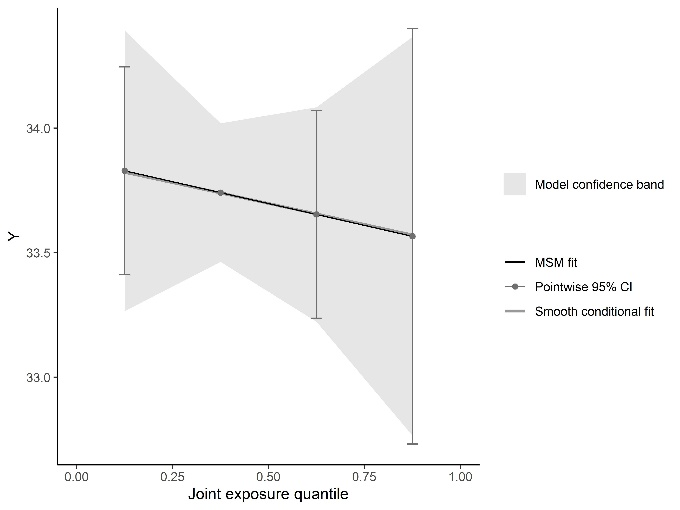 34.0
33.5
33.0
Y
0.00 0.25 0.50 0.75 1.00
Joint exposure quantile
Model confidence band
MSM fit
Pointwise 95% CI
Smooth conditional fit